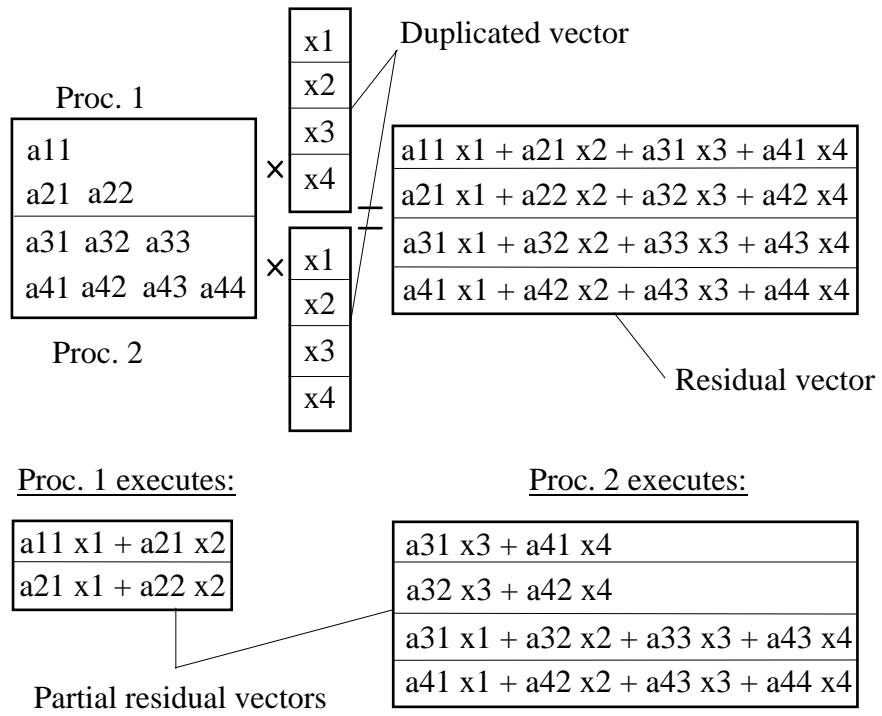 x1
Duplicated vector
x2
Proc. 1
x3
x4
a11
a21 a22
a31 a32 a33
a41 a42 a43 a44
×
×
=
a11 x1 + a21 x2 + a31 x3 + a41 x4
a21 x1 + a22 x2 + a32 x3 + a42 x4
a31 x1 + a32 x2 + a33 x3 + a43 x4
a41 x1 + a42 x2 + a43 x3 + a44 x4
x1
x2
x3
x4
Proc. 2
Residual vector
Proc. 1 executes:
a11 x1 + a21 x2
a21 x1 + a22 x2
Proc. 2 executes:
a31 x3 + a41 x4
a32 x3 + a42 x4
a31 x1 + a32 x2 + a33 x3 + a43 x4
a41 x1 + a42 x2 + a43 x3 + a44 x4
Partial residual vectors